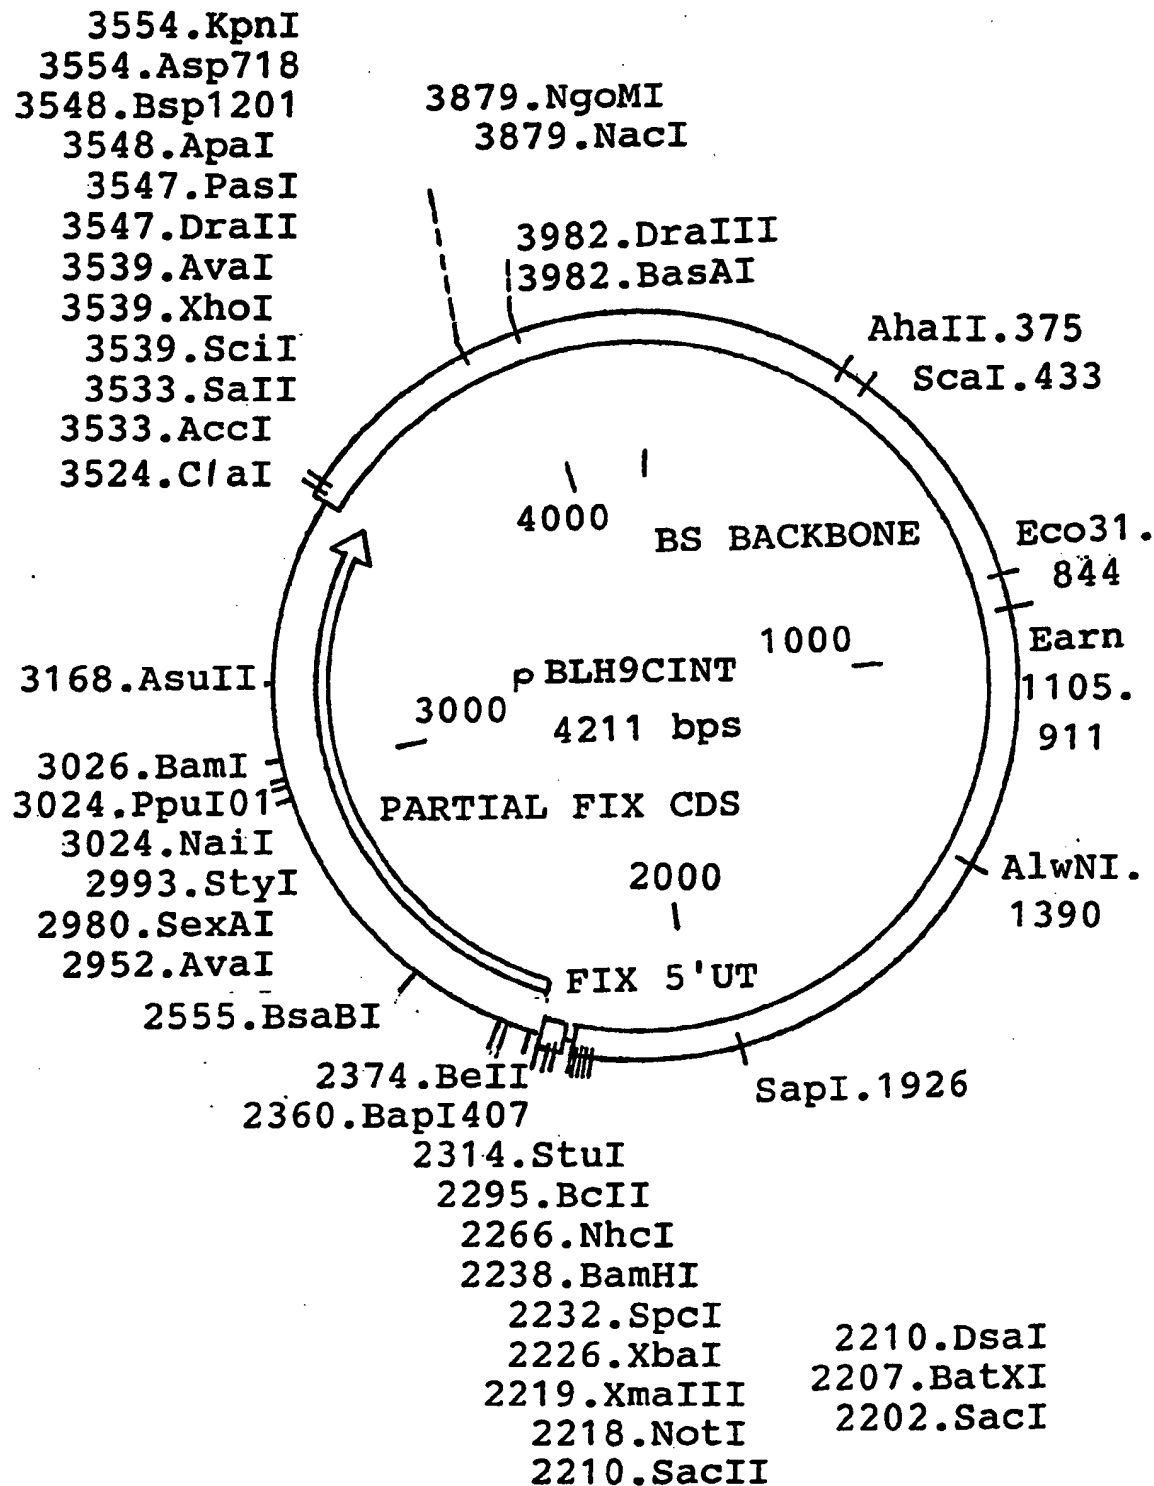 3554.KpnI
3554.Asp718
3548.Bsp1201
3548.ApaI
3547.PasI
3547.DraII
3539.AvaI
3539.XhoI
3539.SciI
3533.SaII
3533.AccI
3524.ClaI
3879.NgoMI
3879.NacI
3982.DraIII
3982.BasAI
AhaII.375
ScaI.433
4000
BS BACKBONE
Eco31.
844
1000
Earn
1105.
911
3168.AsuII.
pBLH9CINT
3000
4211 bps
3026.BamI
3024.PpuI01
PARTIAL FIX CDS
3024.NaiI
2993.StyI
2980.SexAI
2952.AvaI
2000
AlwNI.
1390
FIX 5'UT
2555.BsaBI
SapI.1926
2374.BeII
2360.BapI407
2314.StuI
2295.BcII
2266.NhcI
2238.BamHI
2232.SpcI
2226.XbaI
2219.XmaIII
2218.NotI
2210.SacII
2210.DsaI
2207.BatXI
2202.SacI